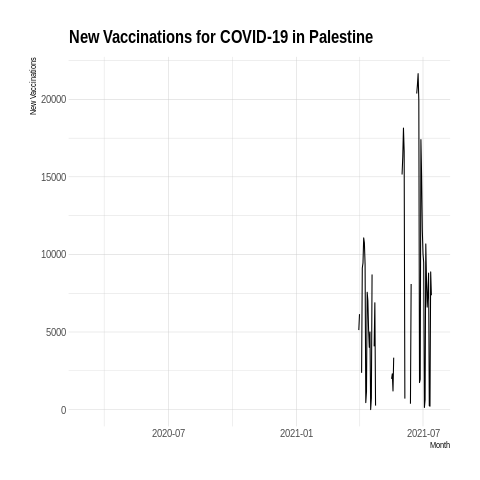 New Vaccinations for COVID-19 in Palestine
New Vaccinations
20000
15000
10000
5000
0
2020-07 2021-01 2021-07
Month